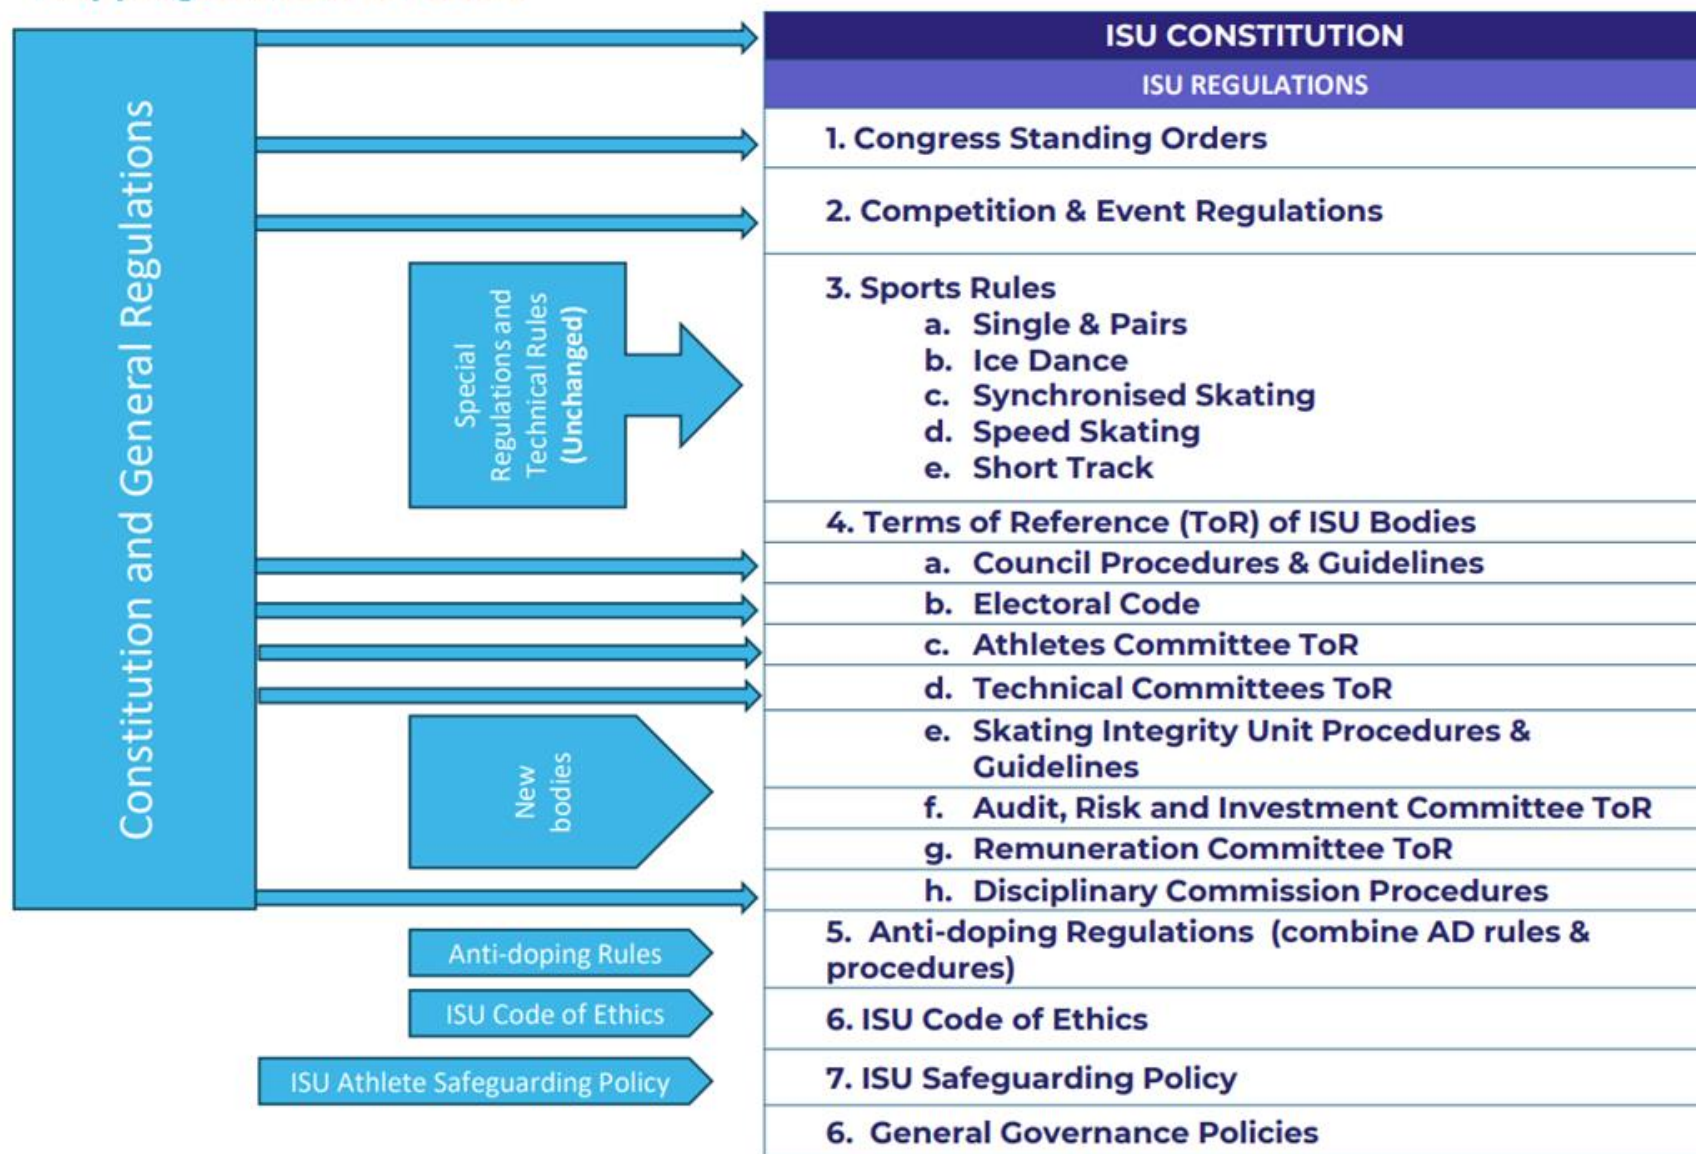 Constitution and General Regulations
Special
Regulations and
Technical Rules
(Unchanged)
New
bodies
Anti-doping Rules
ISU Code of Ethics
ISU Athlete Safeguarding Policy
ISU CONSTITUTION
ISU REGULATIONS
1. Congress Standing Orders
2. Competition & Event Regulations
3. Sports Rules
a. Single & Pairs
b. Ice Dance
c. Synchronised Skating
d. Speed Skating
e. Short Track
4. Terms of Reference (ToR) of ISU Bodies
a. Council Procedures & Guidelines
b. Electoral Code
c. Athletes Committee ToR
d. Technical Committees ToR
e. Skating Integrity Unit Procedures &
Guidelines
f. Audit, Risk and Investment Committee ToR
g. Remuneration Committee ToR
h. Disciplinary Commission Procedures
5. Anti-doping Regulations (combine AD rules &
procedures)
6. ISU Code of Ethics
7. ISU Safeguarding Policy
6. General Governance Policies